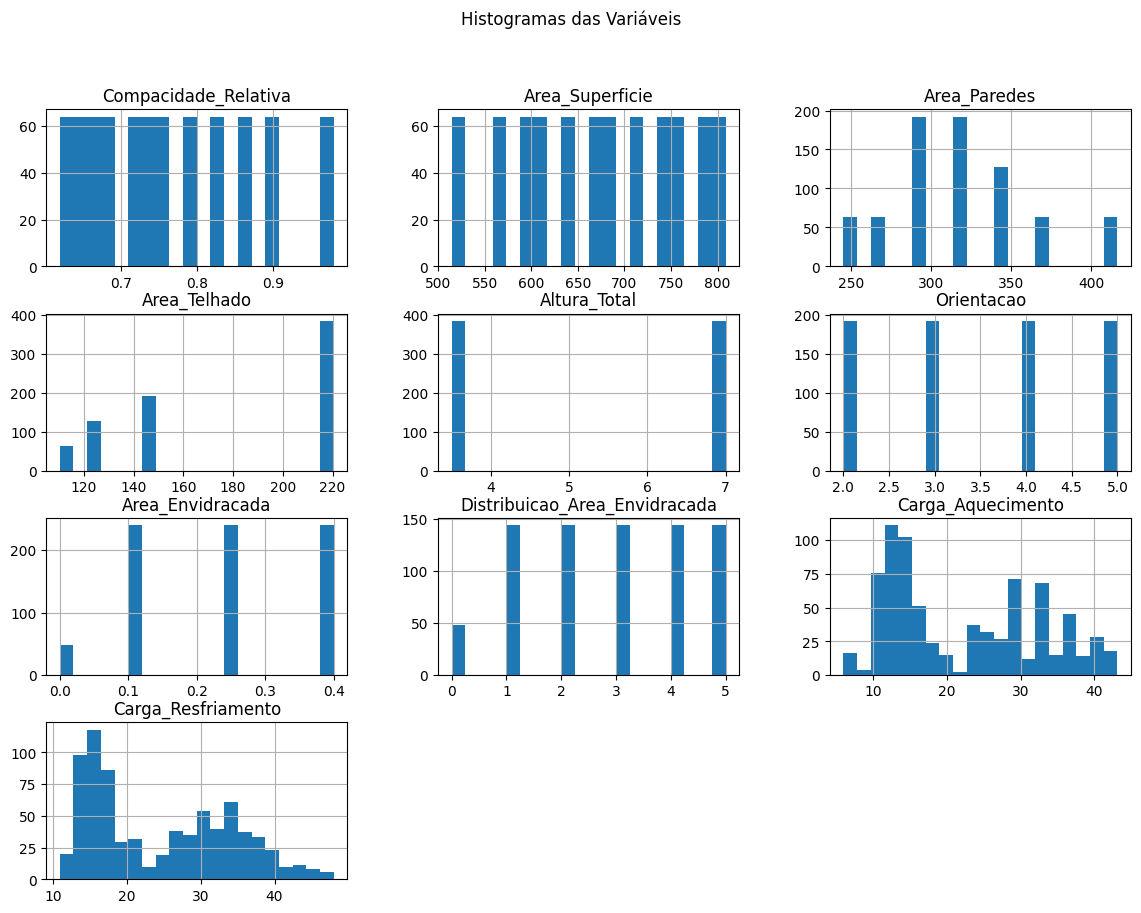 Histogramas das Variáveis
Compacidade_Relativa Area_Superficie Area_Paredes
60 60 200
40 40 150
20 20 100
0 0 50
0
0.7 0.8 0.9 500 550 600 650 700 750 800 250 300 350 400
Area_Telhado Altura_Total Orientacao
400 400 200
300 300 150
200 200 100
100 100 50
0 0 0
120 140 160 180 200 220 4 5 6 7 2.0 2.5 3.0 3.5 4.0 4.5 5.0
Area_Envidracada Distribuicao_Area_Envidracada Carga_Aquecimento
200 150 100
100 100 75
0 50 50
0 25
0
0.0 0.1 0.2 0.3 0.4 0 1 2 3 4 5 10 20 30 40
Carga_Resfriamento
100
75
50
25
0
10 20 30 40